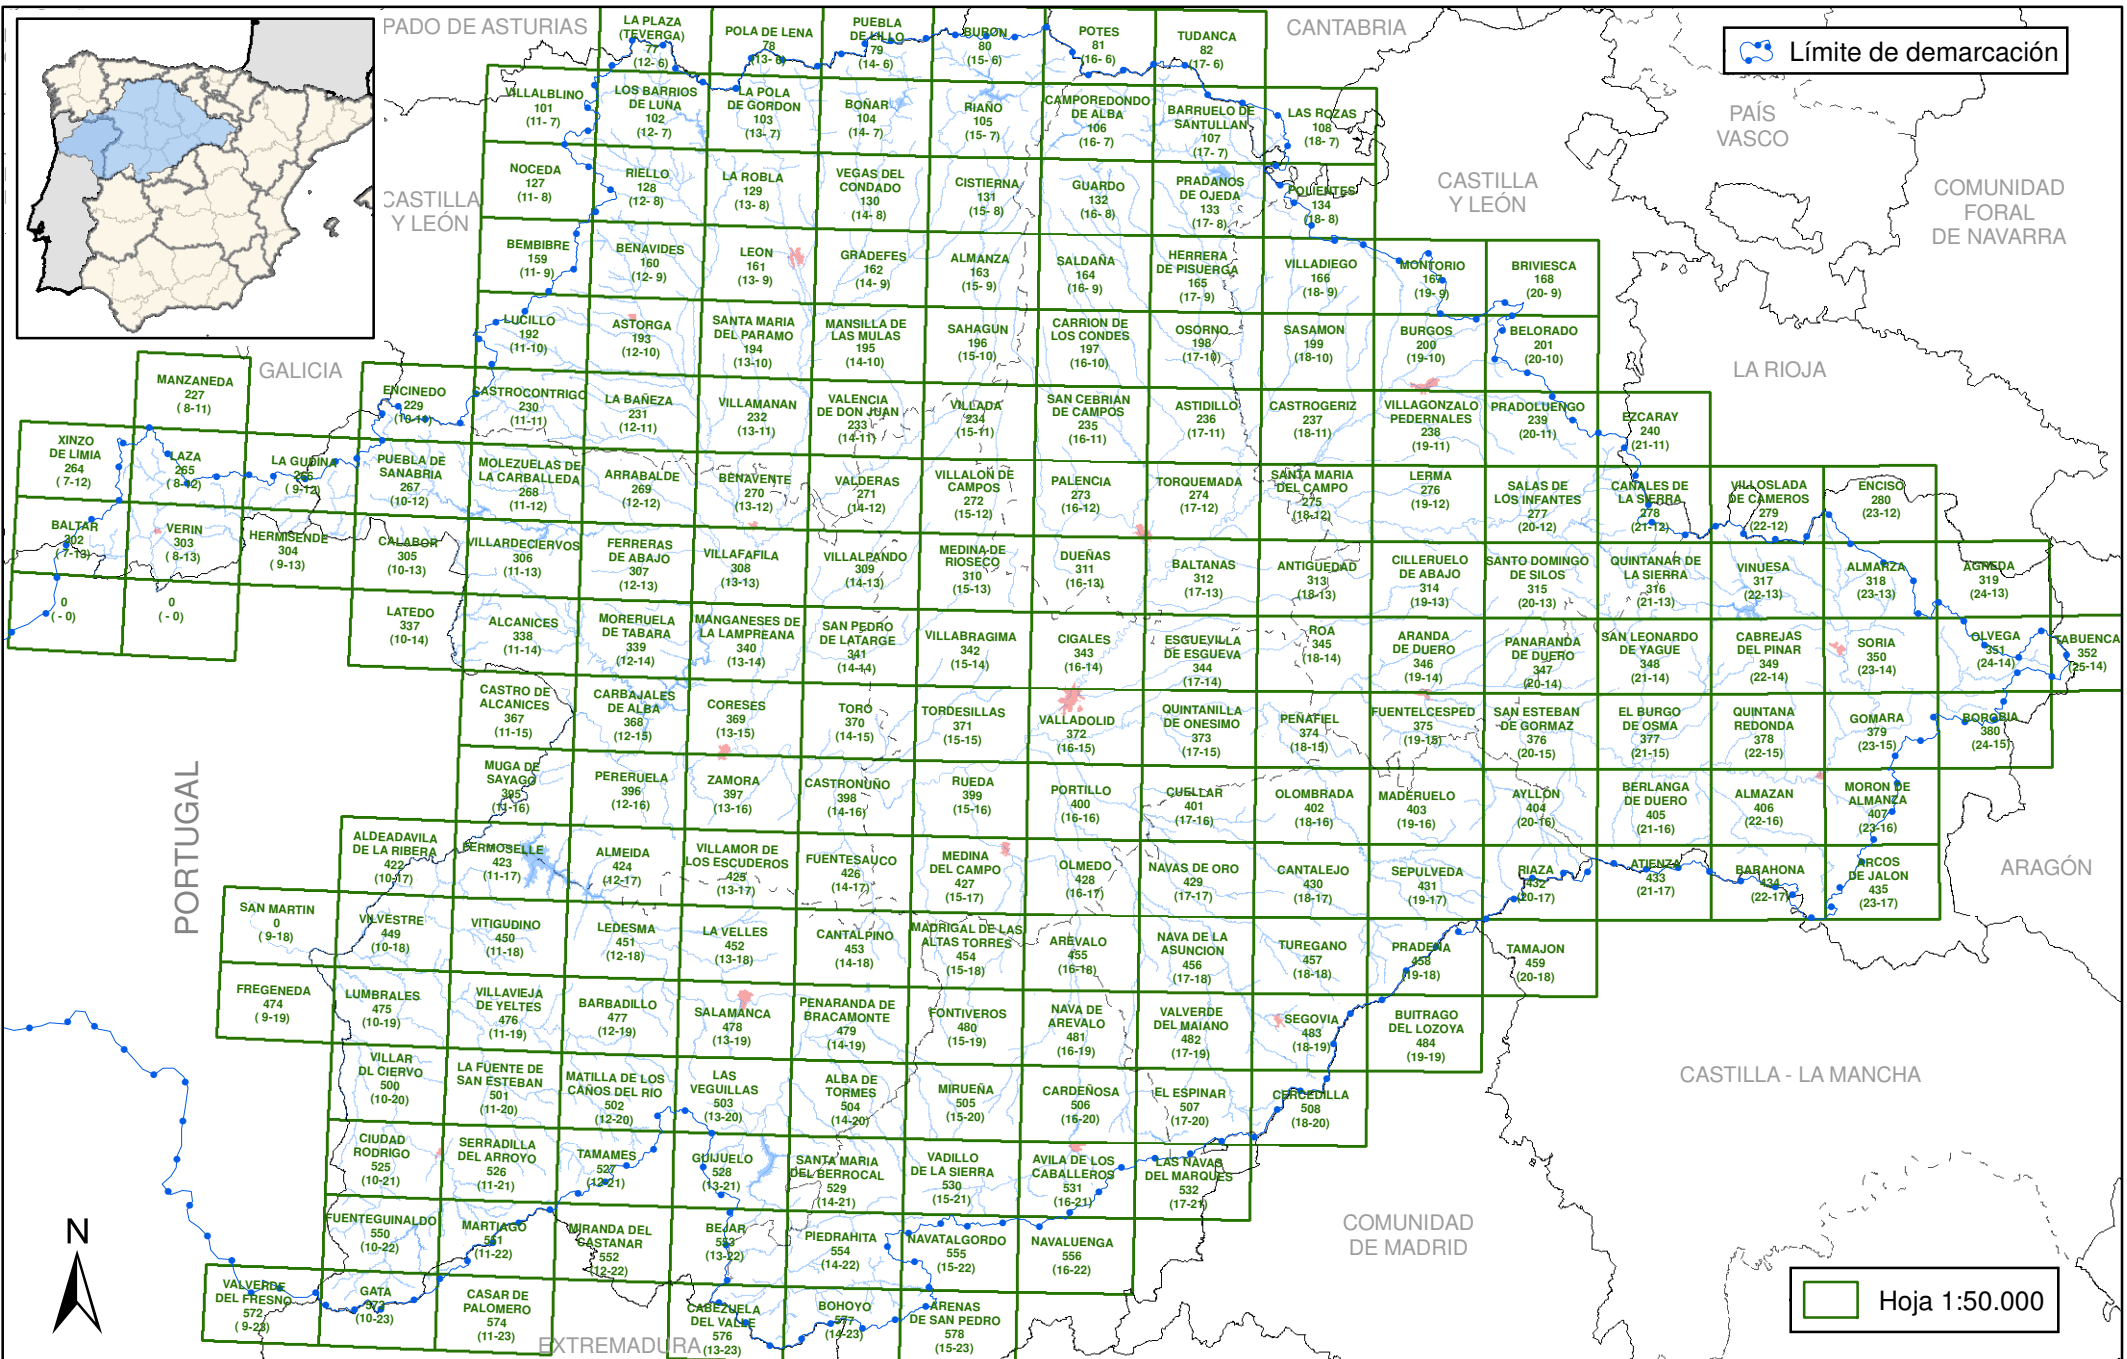 PADO DE ASTURIAS
CANTABRIA
Límite de demarcación
PAÍS
VASCO
COMUNIDAD
FORAL
DE NAVARRA
CASTILLA
Y LEÓN
CASTILLA
Y LEÓN
LA RIOJA
GALICIA
PORTUGAL
ARAGÓN
CASTILLA - LA MANCHA
COMUNIDAD
DE MADRID
EXTREMADURA
N
Hoja 1:50.000
LA PLAZA
(TEVERGA)
77
(12- 6)
POLA DE LENA
78
(13- 6)
PUEBLA
DE LILLO
79
(14- 6)
BURON
80
(15- 6)
POTES
81
(16- 6)
TUDANCA
82
(17- 6)
VILLALBLINO
101
(11- 7)
LOS BARRIOS
DE LUNA
102
(12- 7)
LA POLA
DE GORDON
103
(13- 7)
BOÑAR
104
(14- 7)
RIAÑO
105
(15- 7)
CAMPOREDONDO
DE ALBA
106
(16- 7)
BARRUELO DE
SANTULLAN
107
(17- 7)
LAS ROZAS
108
(18- 7)
NOCEDA
127
(11- 8)
RIELLO
128
(12- 8)
LA ROBLA
129
(13- 8)
VEGAS DEL
CONDADO
130
(14- 8)
CISTIERNA
131
(15- 8)
GUARDO
132
(16- 8)
PRADANOS
DE OJEDA
133
(17- 8)
POLIENTES
134
(18- 8)
BEMBIBRE
159
(11- 9)
BENAVIDES
160
(12- 9)
LEON
161
(13- 9)
GRADEFES
162
(14- 9)
ALMANZA
163
(15- 9)
SALDAÑA
164
(16- 9)
HERRERA
DE PISUERGA
165
(17- 9)
VILLADIEGO
166
(18- 9)
MONTORIO
167
(19- 9)
BRIVIESCA
168
(20- 9)
LUCILLO
192
(11-10)
ASTORGA
193
(12-10)
SANTA MARIA
DEL PARAMO
194
(13-10)
MANSILLA DE
LAS MULAS
195
(14-10)
SAHAGUN
196
(15-10)
CARRION DE
LOS CONDES
197
(16-10)
OSORNO
198
(17-10)
SASAMON
199
(18-10)
BURGOS
200
(19-10)
BELORADO
201
(20-10)
MANZANEDA
227
( 8-11)
ENCINEDO
229
(10-11)
CASTROCONTRIGO
230
(11-11)
LA BAÑEZA
231
(12-11)
VILLAMANAN
232
(13-11)
VALENCIA
DE DON JUAN
233
(14-11)
VILLADA
234
(15-11)
SAN CEBRIAN
DE CAMPOS
235
(16-11)
ASTIDILLO
236
(17-11)
CASTROGERIZ
237
(18-11)
VILLAGONZALO
PEDERNALES
238
(19-11)
PRADOLUENGO
239
(20-11)
EZCARAY
240
(21-11)
XINZO
DE LIMIA
264
( 7-12)
LAZA
265
( 8-12)
LA GUDINA
266
( 9-12)
PUEBLA DE
SANABRIA
267
(10-12)
MOLEZUELAS DE
LA CARBALLEDA
268
(11-12)
ARRABALDE
269
(12-12)
BENAVENTE
270
(13-12)
VALDERAS
271
(14-12)
VILLALON DE
CAMPOS
272
(15-12)
PALENCIA
273
(16-12)
TORQUEMADA
274
(17-12)
SANTA MARIA
DEL CAMPO
275
(18-12)
LERMA
276
(19-12)
SALAS DE
LOS INFANTES
277
(20-12)
CANALES DE
LA SIERRA
278
(21-12)
VILLOSLADA
DE CAMEROS
279
(22-12)
ENCISO
280
(23-12)
BALTAR
302
( 7-13)
VERIN
303
( 8-13)
HERMISENDE
304
( 9-13)
CALABOR
305
(10-13)
VILLARDECIERVOS
306
(11-13)
FERRERAS
DE ABAJO
307
(12-13)
VILLAFAFILA
308
(13-13)
VILLALPANDO
309
(14-13)
MEDINA DE
RIOSECO
310
(15-13)
DUEÑAS
311
(16-13)
BALTANAS
312
(17-13)
ANTIGUEDAD
313
(18-13)
CILLERUELO
DE ABAJO
314
(19-13)
SANTO DOMINGO
DE SILOS
315
(20-13)
QUINTANAR DE
LA SIERRA
316
(21-13)
VINUESA
317
(22-13)
ALMARZA
318
(23-13)
AGREDA
319
(24-13)
0
( - 0)
0
( - 0)
LATEDO
337
(10-14)
ALCANICES
338
(11-14)
MORERUELA
DE TABARA
339
(12-14)
MANGANESES DE
LA LAMPREANA
340
(13-14)
SAN PEDRO
DE LATARGE
341
(14-14)
VILLABRAGIMA
342
(15-14)
CIGALES
343
(16-14)
ESGUEVILLA
DE ESGUEVA
344
(17-14)
ROA
345
(18-14)
ARANDA
DE DUERO
346
(19-14)
PANARANDA
DE DUERO
347
(20-14)
SAN LEONARDO
DE YAGUE
348
(21-14)
CABREJAS
DEL PINAR
349
(22-14)
SORIA
350
(23-14)
OLVEGA
351
(24-14)
TABUENCA
352
(25-14)
CASTRO DE
ALCANICES
367
(11-15)
CARBAJALES
DE ALBA
368
(12-15)
CORESES
369
(13-15)
TORO
370
(14-15)
TORDESILLAS
371
(15-15)
VALLADOLID
372
(16-15)
QUINTANILLA
DE ONESIMO
373
(17-15)
PEÑAFIEL
374
(18-15)
FUENTELCESPED
375
(19-15)
SAN ESTEBAN
DE GORMAZ
376
(20-15)
EL BURGO
DE OSMA
377
(21-15)
QUINTANA
REDONDA
378
(22-15)
GOMARA
379
(23-15)
BOROBIA
380
(24-15)
MUGA DE
SAYAGO
395
(11-16)
PERERUELA
396
(12-16)
ZAMORA
397
(13-16)
CASTRONUÑO
398
(14-16)
RUEDA
399
(15-16)
PORTILLO
400
(16-16)
CUELLAR
401
(17-16)
OLOMBRADA
402
(18-16)
MADERUELO
403
(19-16)
AYLLON
404
(20-16)
BERLANGA
DE DUERO
405
(21-16)
ALMAZAN
406
(22-16)
MORON DE
ALMANZA
407
(23-16)
ALDEADAVILA
DE LA RIBERA
422
(10-17)
FERMOSELLE
423
(11-17)
ALMEIDA
424
(12-17)
VILLAMOR DE
LOS ESCUDEROS
425
(13-17)
FUENTESAUCO
426
(14-17)
MEDINA
DEL CAMPO
427
(15-17)
OLMEDO
428
(16-17)
NAVAS DE ORO
429
(17-17)
CANTALEJO
430
(18-17)
SEPULVEDA
431
(19-17)
RIAZA
432
(20-17)
ATIENZA
433
(21-17)
BARAHONA
434
(22-17)
ARCOS
DE JALON
435
(23-17)
SAN MARTIN
0
( 9-18)
VILVESTRE
449
(10-18)
VITIGUDINO
450
(11-18)
LEDESMA
451
(12-18)
LA VELLES
452
(13-18)
CANTALPINO
453
(14-18)
MADRIGAL DE LAS
ALTAS TORRES
454
(15-18)
AREVALO
455
(16-18)
NAVA DE LA
ASUNCION
456
(17-18)
TUREGANO
457
(18-18)
PRADENA
458
(19-18)
TAMAJON
459
(20-18)
FREGENEDA
474
( 9-19)
LUMBRALES
475
(10-19)
VILLAVIEJA
DE YELTES
476
(11-19)
BARBADILLO
477
(12-19)
SALAMANCA
478
(13-19)
PENARANDA DE
BRACAMONTE
479
(14-19)
FONTIVEROS
480
(15-19)
NAVA DE
AREVALO
481
(16-19)
VALVERDE
DEL MAIANO
482
(17-19)
SEGOVIA
483
(18-19)
BUITRAGO
DEL LOZOYA
484
(19-19)
VILLAR
DL CIERVO
500
(10-20)
LA FUENTE DE
SAN ESTEBAN
501
(11-20)
MATILLA DE LOS
CAÑOS DEL RIO
502
(12-20)
LAS
VEGUILLAS
503
(13-20)
ALBA DE
TORMES
504
(14-20)
MIRUEÑA
505
(15-20)
CARDEÑOSA
506
(16-20)
EL ESPINAR
507
(17-20)
CERCEDILLA
508
(18-20)
CIUDAD
RODRIGO
525
(10-21)
SERRADILLA
DEL ARROYO
526
(11-21)
TAMAMES
527
(12-21)
GUIJUELO
528
(13-21)
SANTA MARIA
DEL BERROCAL
529
(14-21)
VADILLO
DE LA SIERRA
530
(15-21)
AVILA DE LOS
CABALLEROS
531
(16-21)
LAS NAVAS
DEL MARQUES
532
(17-21)
FUENTEGUINALDO
550
(10-22)
MARTIAGO
551
(11-22)
MIRANDA DEL
CASTANAR
552
(12-22)
BEJAR
553
(13-22)
PIEDRAHITA
554
(14-22)
NAVATALGORDO
555
(15-22)
NAVALUENGA
556
(16-22)
VALVERDE
DEL FRESNO
572
( 9-23)
GATA
573
(10-23)
CASAR DE
PALOMERO
574
(11-23)
CABEZUELA
DEL VALLE
576
(13-23)
BOHOYO
577
(14-23)
ARENAS
DE SAN PEDRO
578
(15-23)